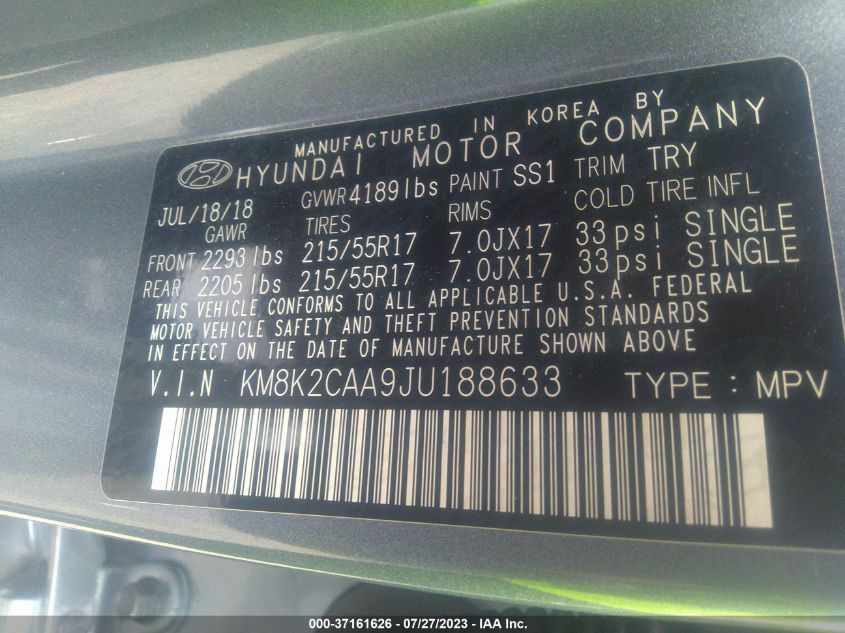 MANUFACTURED IN KOREA BY
HYUNDAI MOTOR COMPANY
JUL/18/18 GVWR 4189lbs PAINT SS1 TRIM TRY
GAWR TIRES RIMS COLD TIRE INFL
FRONT 2293 lbs 215/55R17 7.0JX17 33psi SINGLE
REAR 2205 lbs 215/55R17 7.0JX17 33psi SINGLE
THIS VEHICLE CONFORMS TO ALL APPLICABLE U.S.A. FEDERAL
MOTOR VEHICLE SAFETY AND THEFT PREVENTION STANDARDS
IN EFFECT ON THE DATE OF MANUFACTURE SHOWN ABOVE
V.I.N KM8K2CAA9JU188633 TYPE : MPV
000-37161626 - 07/27/2023 - IAA Inc.